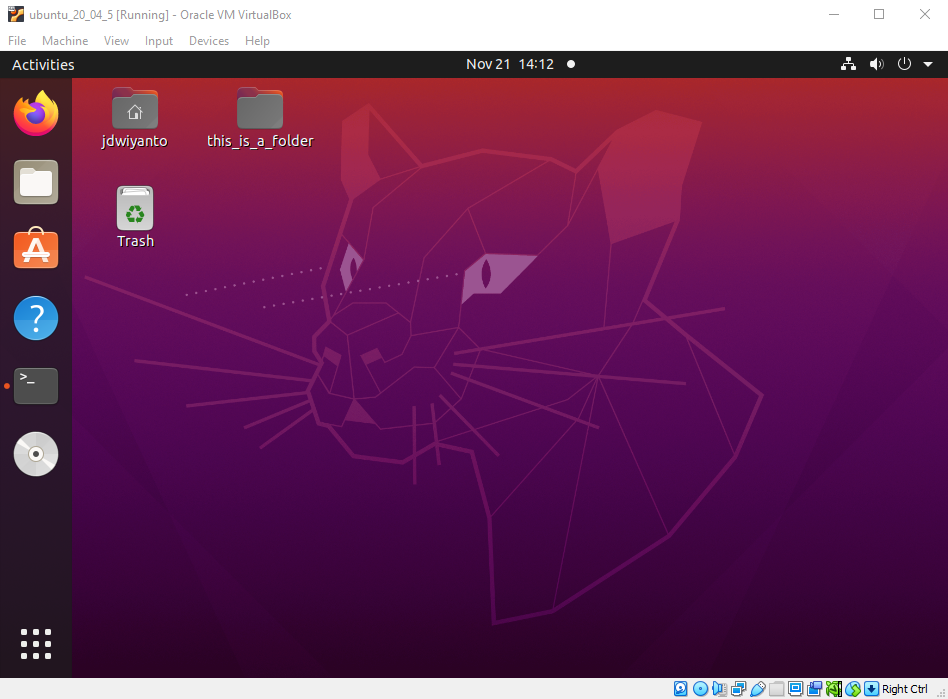 ubuntu_20_04_5 [Running] - Oracle VM VirtualBox
File Machine View Input Devices Help
Activities Nov 21 14:12
jdwiyanto this_is_a_folder
Trash
?
>_
Right Ctrl